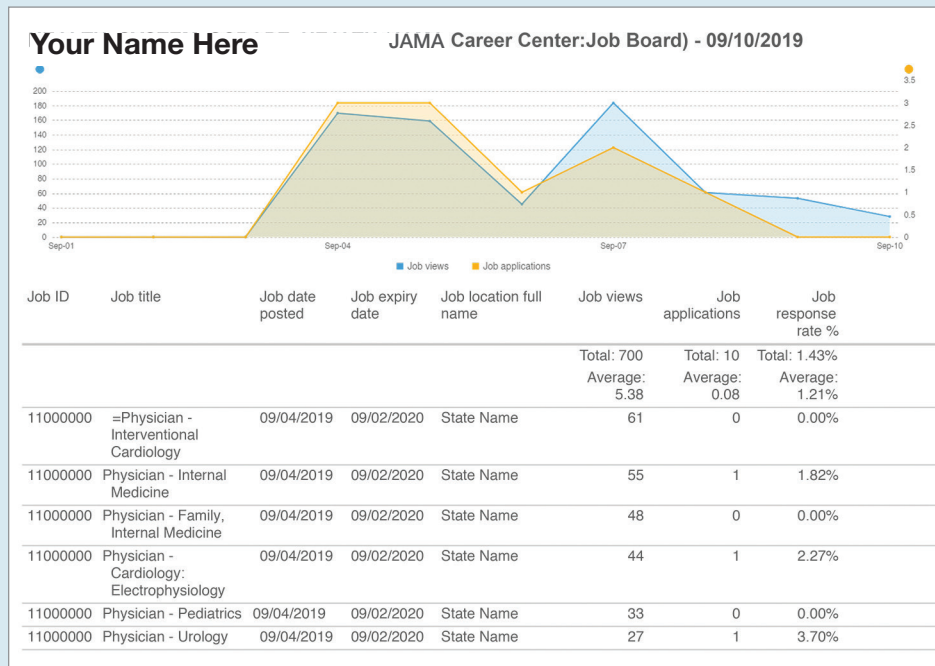 Your Name Here
JAMA Career Center:Job Board) - 09/10/2019
200
180
160
140
120
100
80
60
40
20
0
3.5
3
2.5
2
1.5
1
0.5
0
Sep-01 Sep-04 Sep-07 Sep-10
Job views Job applications
Job ID Job title Job date posted Job expiry date Job location full name Job views Job applications Job response rate %
Total: 700 Total: 10 Total: 1.43%
Average: 5.38 Average: 0.08 Average: 1.21%
11000000 =Physician - Interventional Cardiology 09/04/2019 09/02/2020 State Name 61 0 0.00%
11000000 Physician - Internal Medicine 09/04/2019 09/02/2020 State Name 55 1 1.82%
11000000 Physician - Family, Internal Medicine 09/04/2019 09/02/2020 State Name 48 0 0.00%
11000000 Physician - Cardiology: Electrophysiology 09/04/2019 09/02/2020 State Name 44 1 2.27%
11000000 Physician - Pediatrics 09/04/2019 09/02/2020 State Name 33 0 0.00%
11000000 Physician - Urology 09/04/2019 09/02/2020 State Name 27 1 3.70%